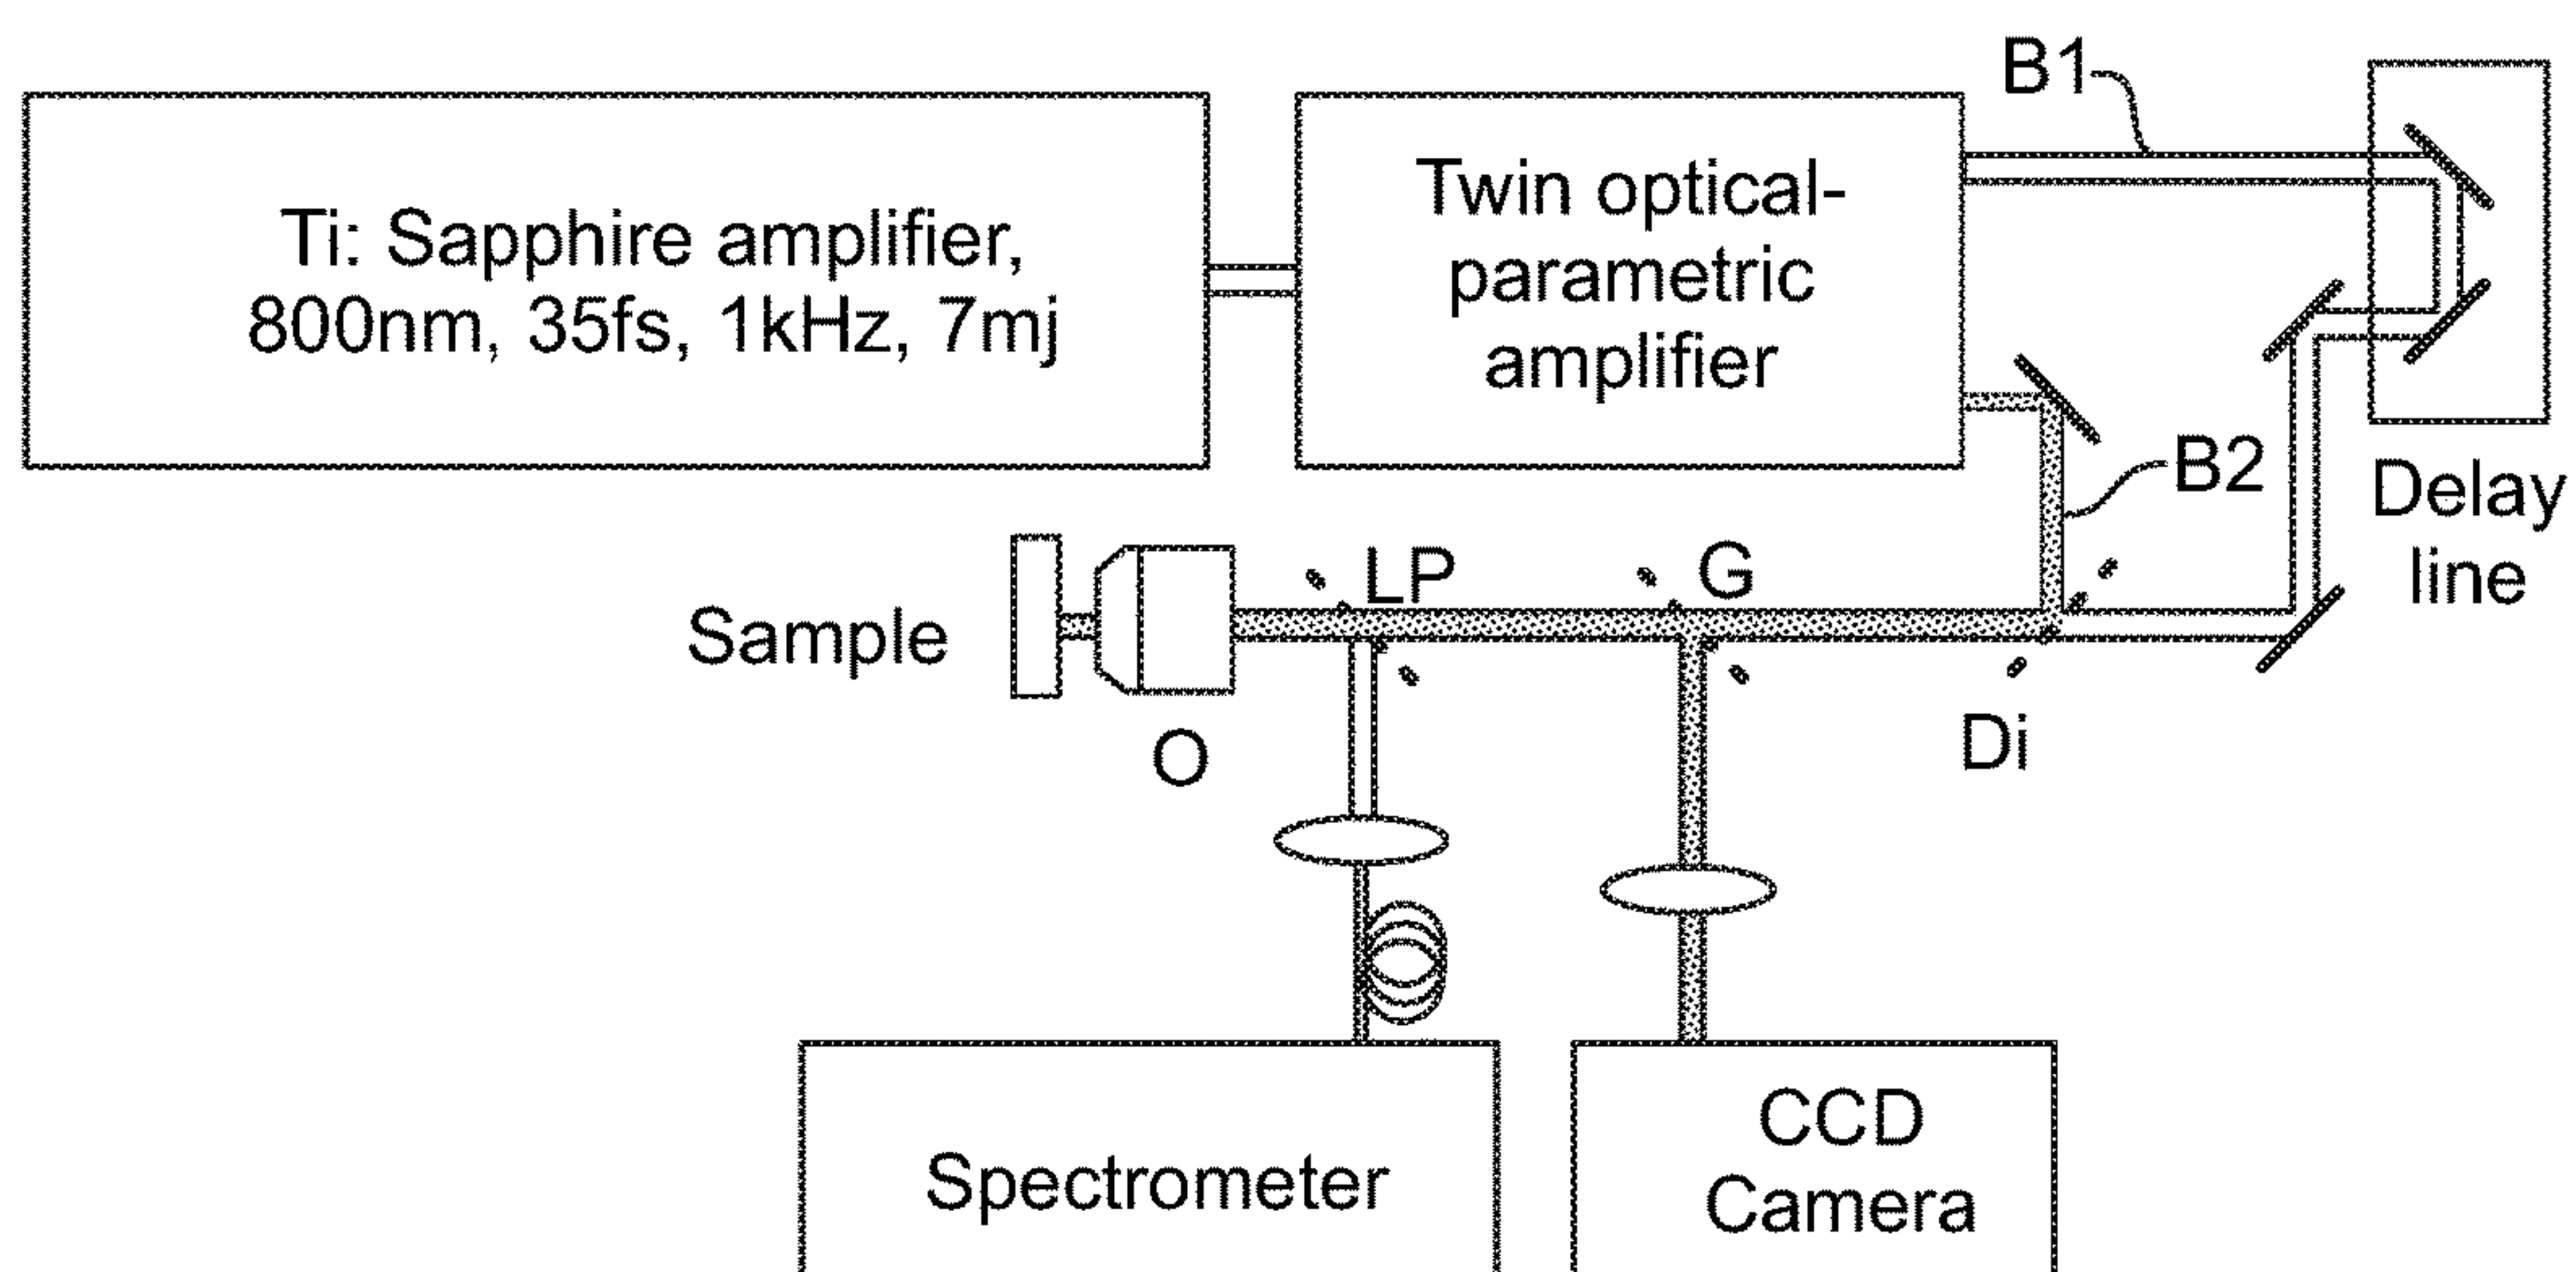 B1
Ti: Sapphire amplifier,
800nm, 35fs, 1kHz, 7mj
Twin optical-
parametric
amplifier
B2
Delay
line
Sample
LP
G
O
Di
Spectrometer
CCD
Camera